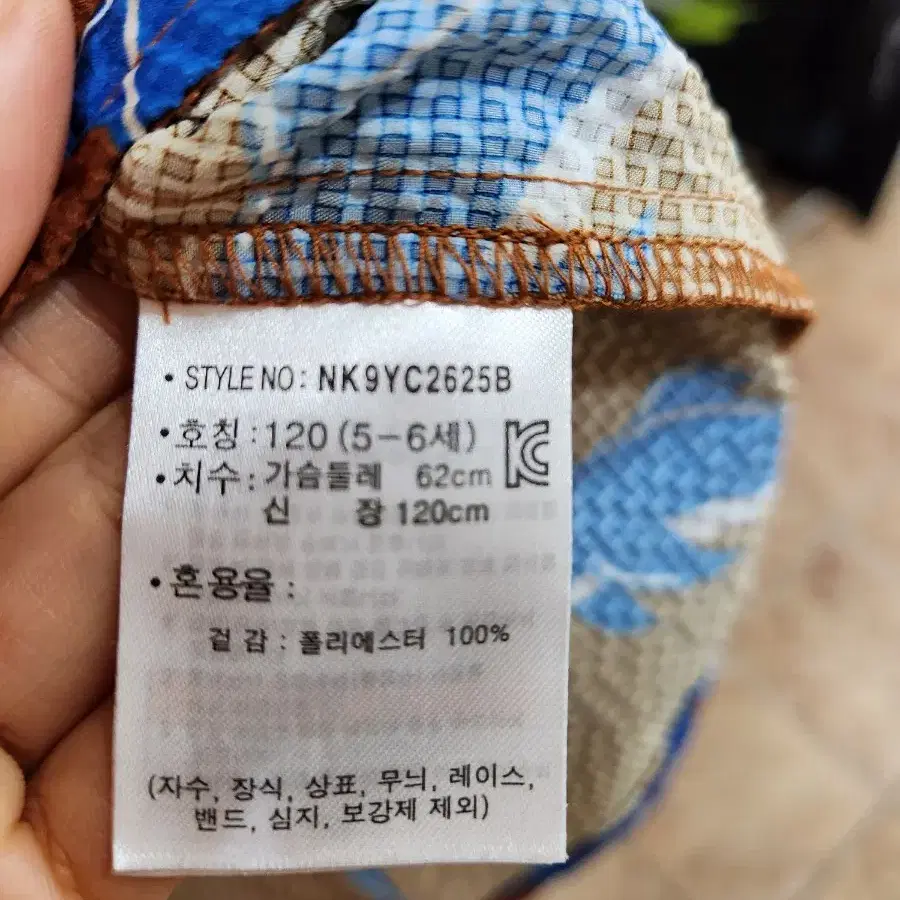 • STYLE NO : NK9YC2625B
• 호칭 : 120 (5-6세)
• 치수 : 가슴둘레 62cm
신 장 120cm
KC
• 혼용율 :
겉 감 : 폴리에스터 100%
(자수, 장식, 상표, 무늬, 레이스,
밴드, 심지, 보강제 제외)